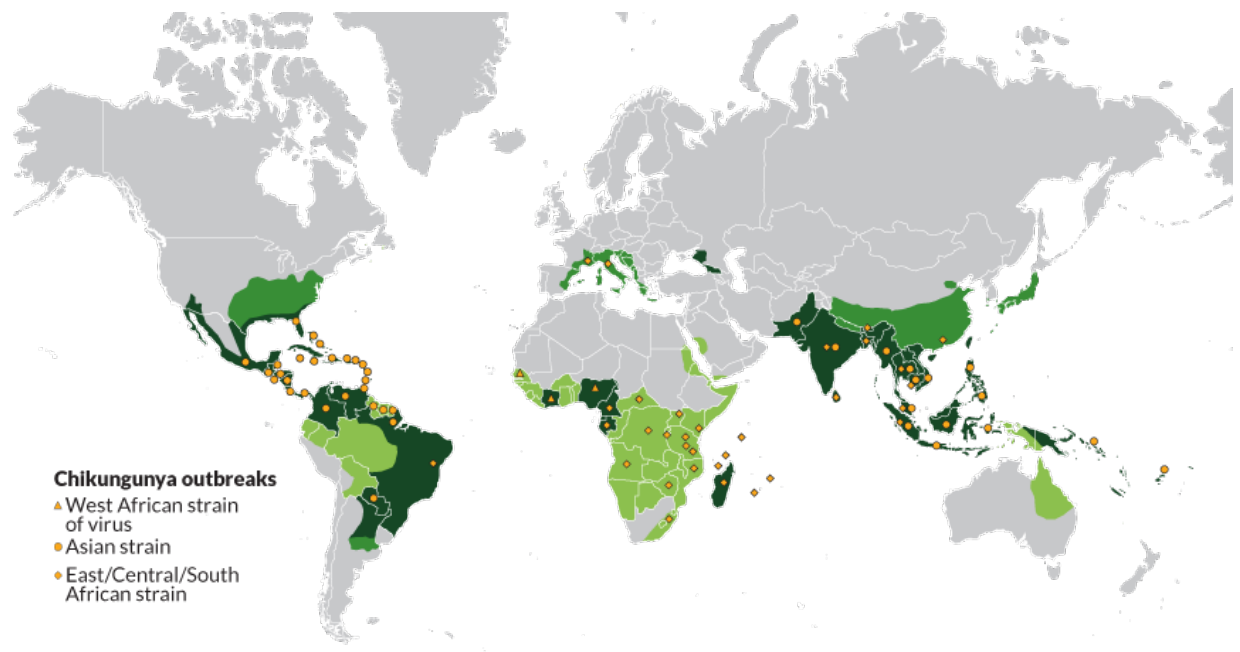 Chikungunya outbreaks
West African strain
of virus
Asian strain
East/Central/South
African strain